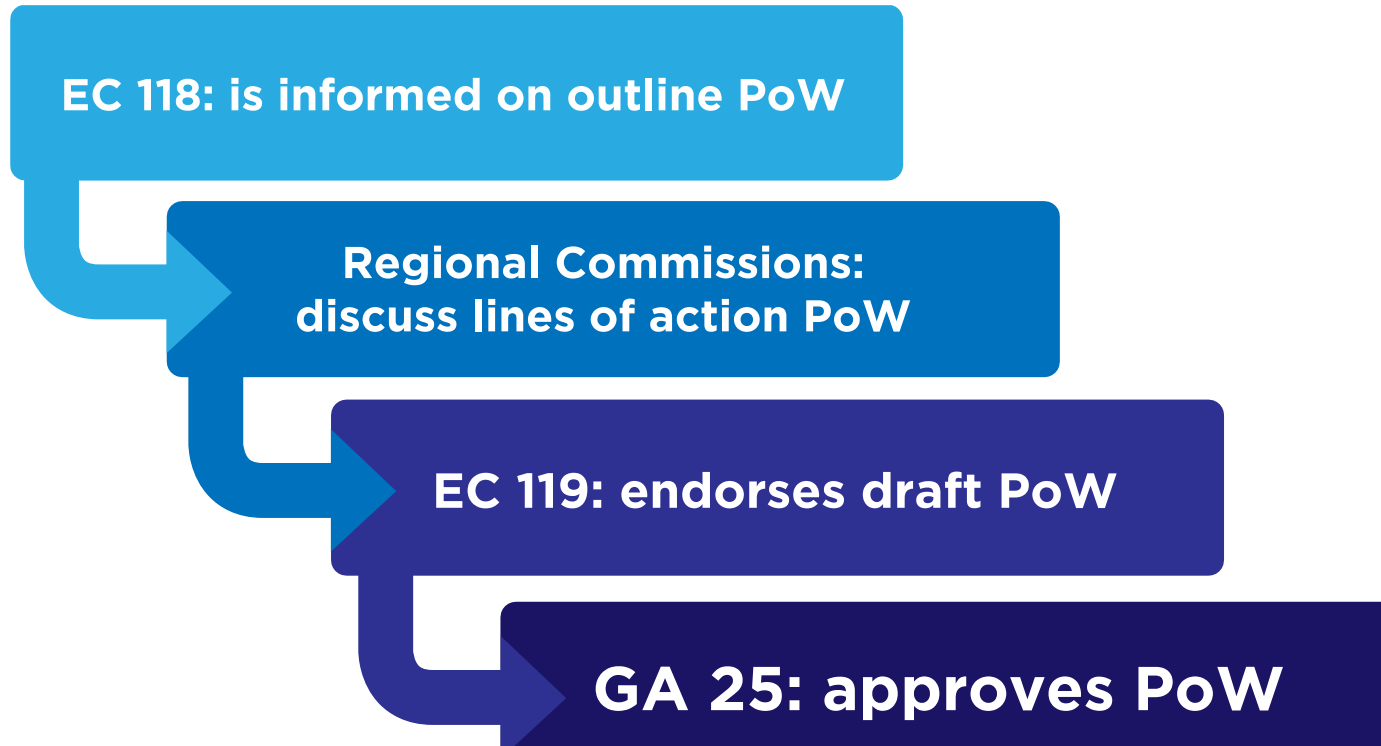 EC 118: is informed on outline PoW
Regional Commissions:
discuss lines of action PoW
EC 119: endorses draft PoW
GA 25: approves PoW